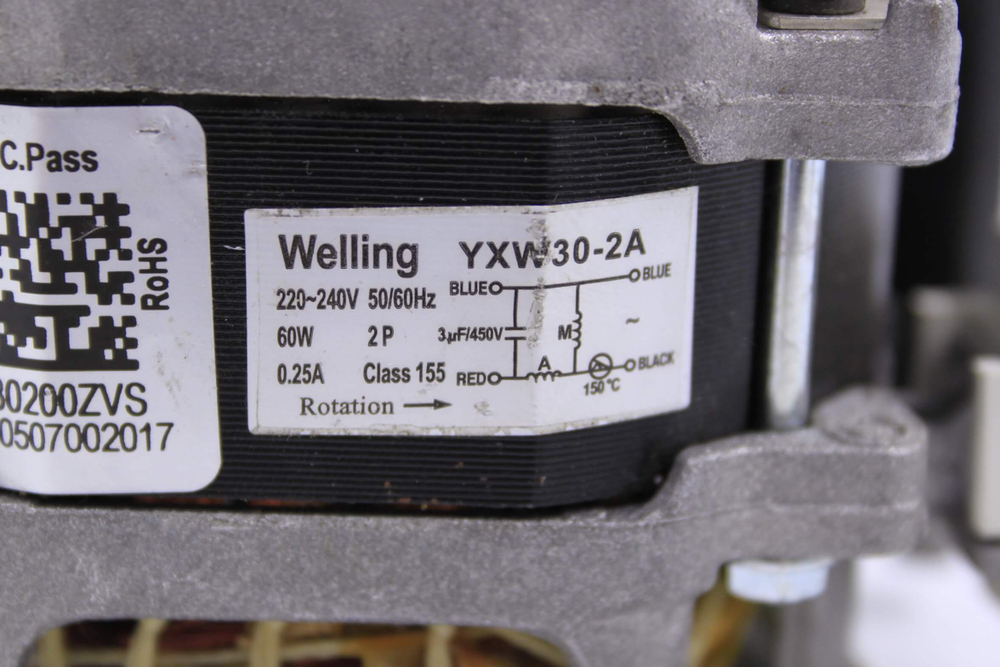 C.Pass
RoHS
30200ZVS
0507002017
Welling YXW30-2A
220~240V 50/60Hz
60W 2P
0.25A Class 155
Rotation
BLUE BLUE
3μF/450V M ~
RED A BLACK
150℃